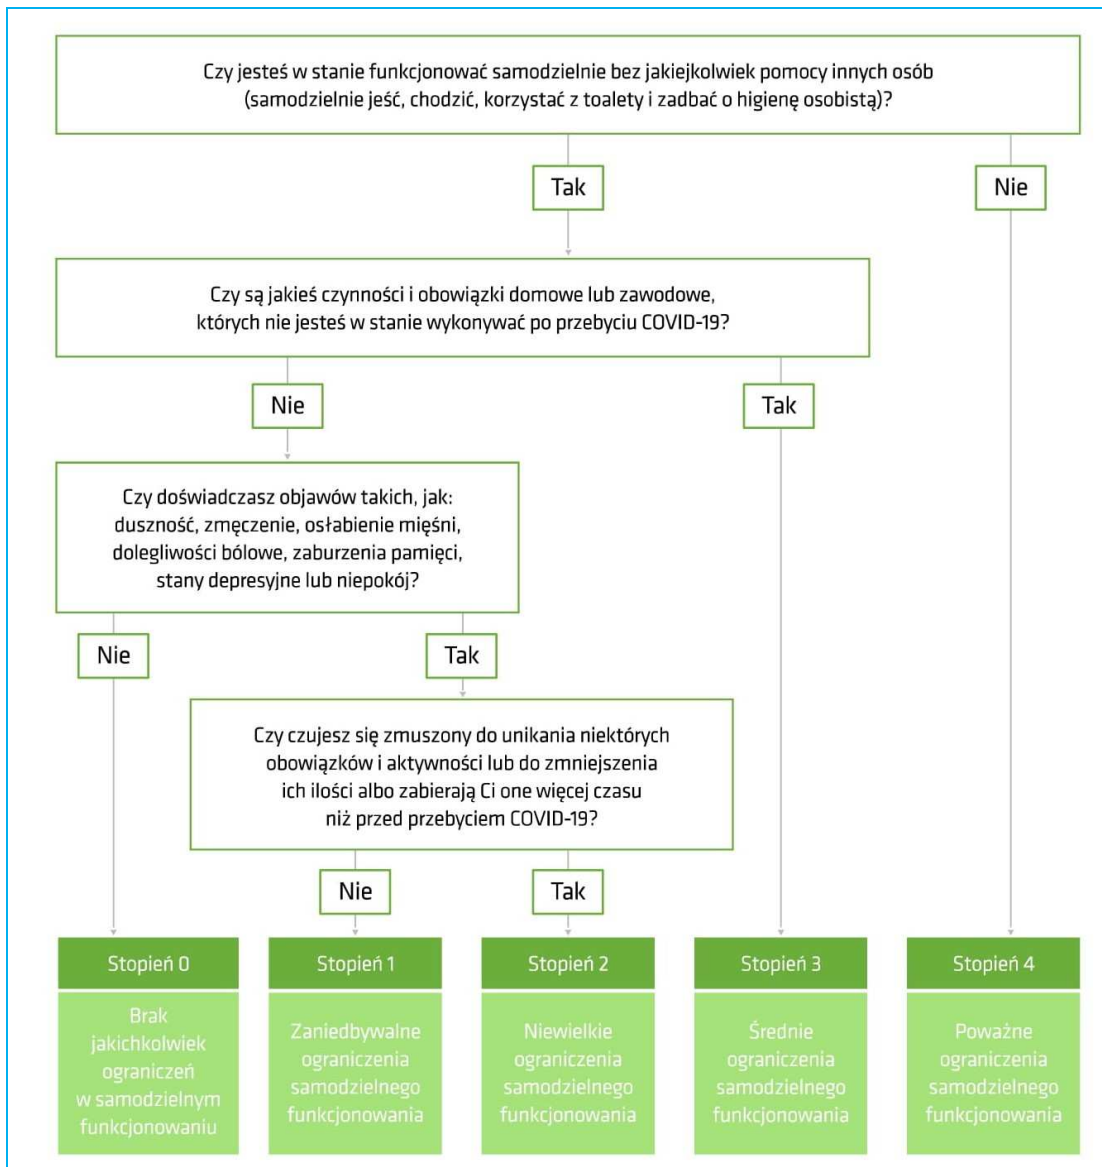 Czy jesteś w stanie funkcjonować samodzielnie bez jakiejkolwiek pomocy innych osób
(samodzielnie jeść, chodzić, korzystać z toalety i zadbać o higienę osobistą)?
Tak
Nie
Czy są jakieś czynności i obowiązki domowe lub zawodowe,
których nie jesteś w stanie wykonywać po przebyciu COVID-19?
Nie
Tak
Czy doświadczasz objawów takich, jak:
duszność, zmęczenie, osłabienie mięśni,
dolegliwości bólowe, zaburzenia pamięci,
stany depresyjne lub niepokój?
Nie
Tak
Czy czujesz się zmuszony do unikania niektórych
obowiązków i aktywności lub do zmniejszenia
ich ilości albo zabierają Ci one więcej czasu
niż przed przebyciem COVID-19?
Nie
Tak
Stopień 0
Brak
jakichkolwiek
ograniczeń
w samodzielnym
funkcjonowaniu
Stopień 1
Zaniedbywalne
ograniczenia
samodzielnego
funkcjonowania
Stopień 2
Niewielkie
ograniczenia
samodzielnego
funkcjonowania
Stopień 3
Średnie
ograniczenia
samodzielnego
funkcjonowania
Stopień 4
Poważne
ograniczenia
samodzielnego
funkcjonowania